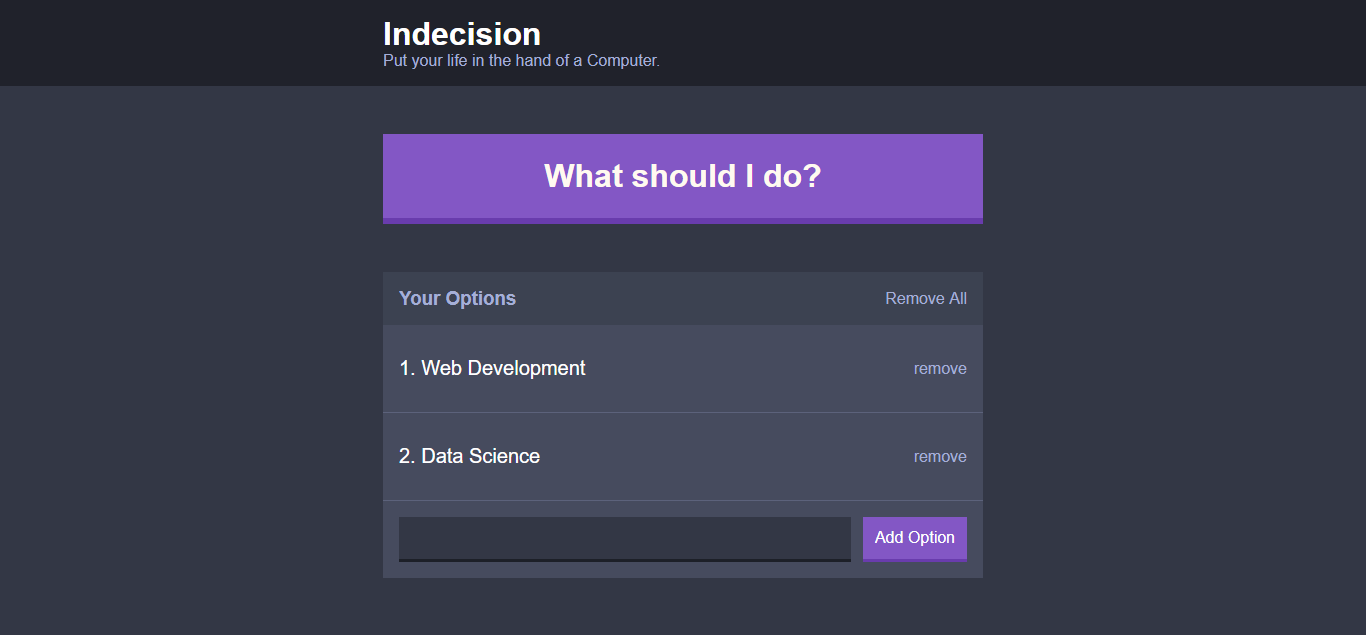 Indecision
Put your life in the hand of a Computer.
What should I do?
Your Options
Remove All
1. Web Development
remove
2. Data Science
remove
Add Option